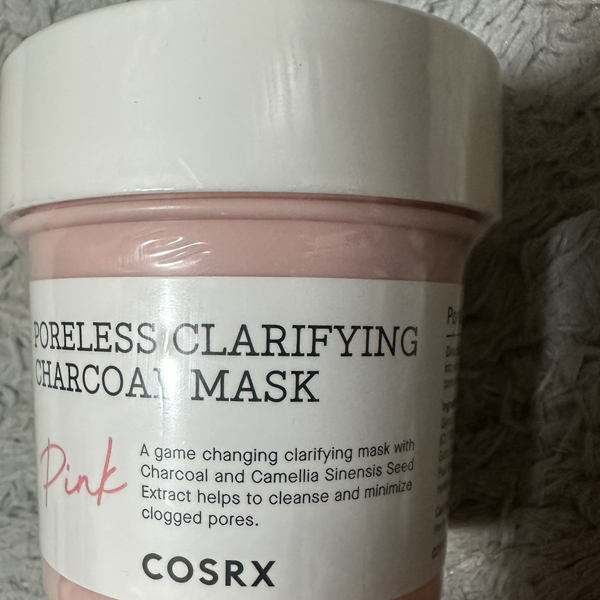 PORELESS CLARIFYING
CHARCOAL MASK
Pink
A game changing clarifying mask with
Charcoal and Camellia Sinensis Seed
Extract helps to cleanse and minimize
clogged pores.
COSRX